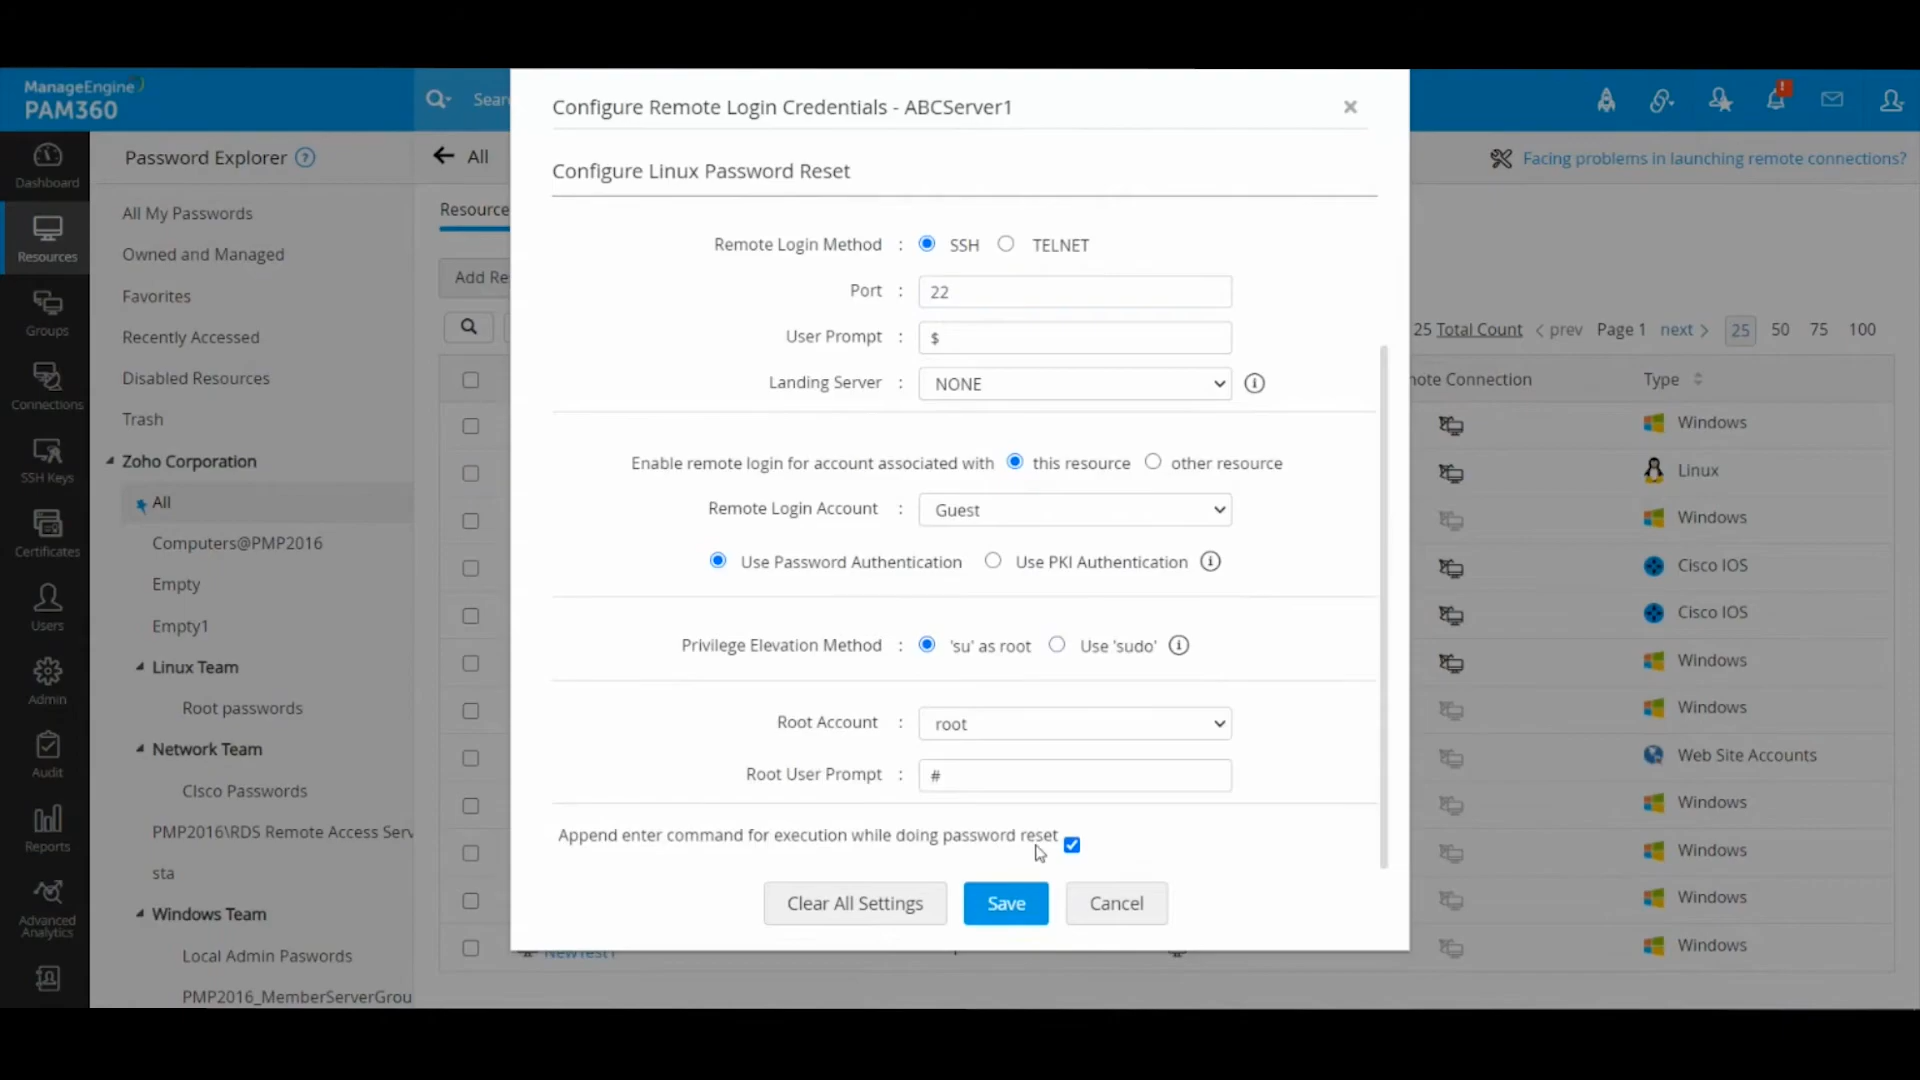 ManageEngine
PAM360
Sear
Configure Remote Login Credentials - ABCServer1
Facing problems in launching remote connections?
Dashboard
Resources
Groups
Connections
SSH Keys
Certificates
Users
Admin
Audit
Reports
Advanced
Analytics
Password Explorer
All My Passwords
Owned and Managed
Favorites
Recently Accessed
Disabled Resources
Trash
Zoho Corporation
All
Computers@PMP2016
Empty
Empty1
Linux Team
Root passwords
Network Team
CIsco Passwords
PMP2016\RDS Remote Access Serv
sta
Windows Team
Local Admin Paswords
PMP2016_MemberServerGrou
All
Resource
Add Re
Configure Linux Password Reset
Remote Login Method : SSH TELNET
Port : 22
User Prompt : $
Landing Server : NONE
Enable remote login for account associated with this resource other resource
Remote Login Account : Guest
Use Password Authentication Use PKI Authentication
Privilege Elevation Method : 'su' as root Use 'sudo'
Root Account : root
Root User Prompt : #
Append enter command for execution while doing password reset
Clear All Settings Save Cancel
NewTest1
25 Total Count prev Page 1 next 25 50 75 100
note Connection Type
Windows
Linux
Windows
Cisco IOS
Cisco IOS
Windows
Windows
Web Site Accounts
Windows
Windows
Windows
Windows